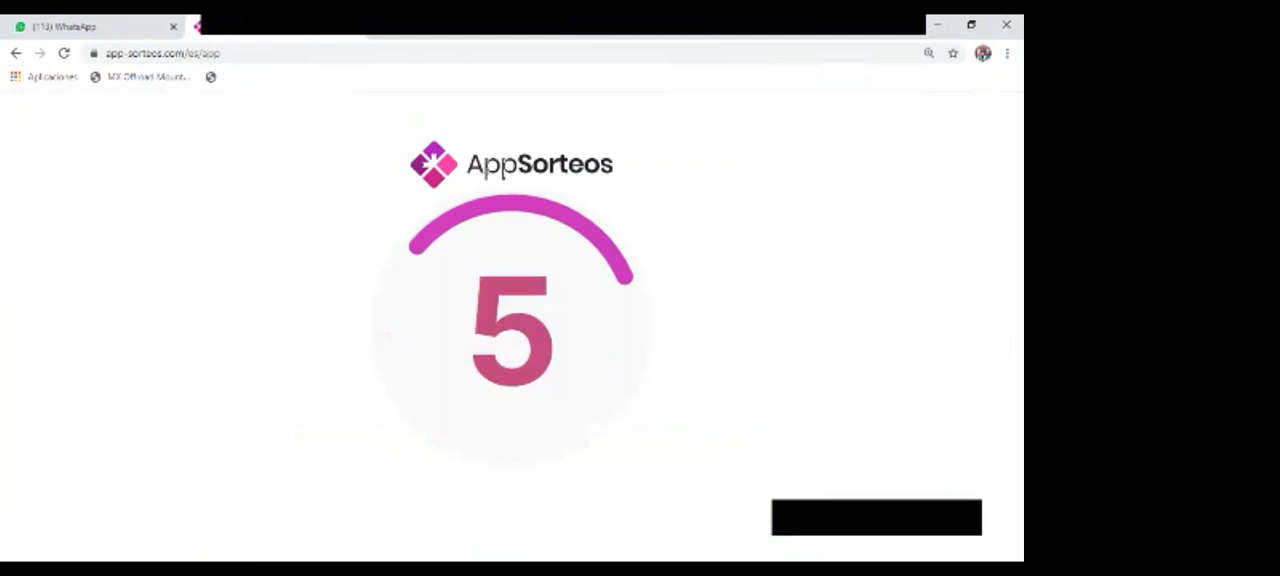 (113) WhatsApp
app-sorteos.com/es/app
Aplicaciones MX Offroad Mount...
AppSorteos
5